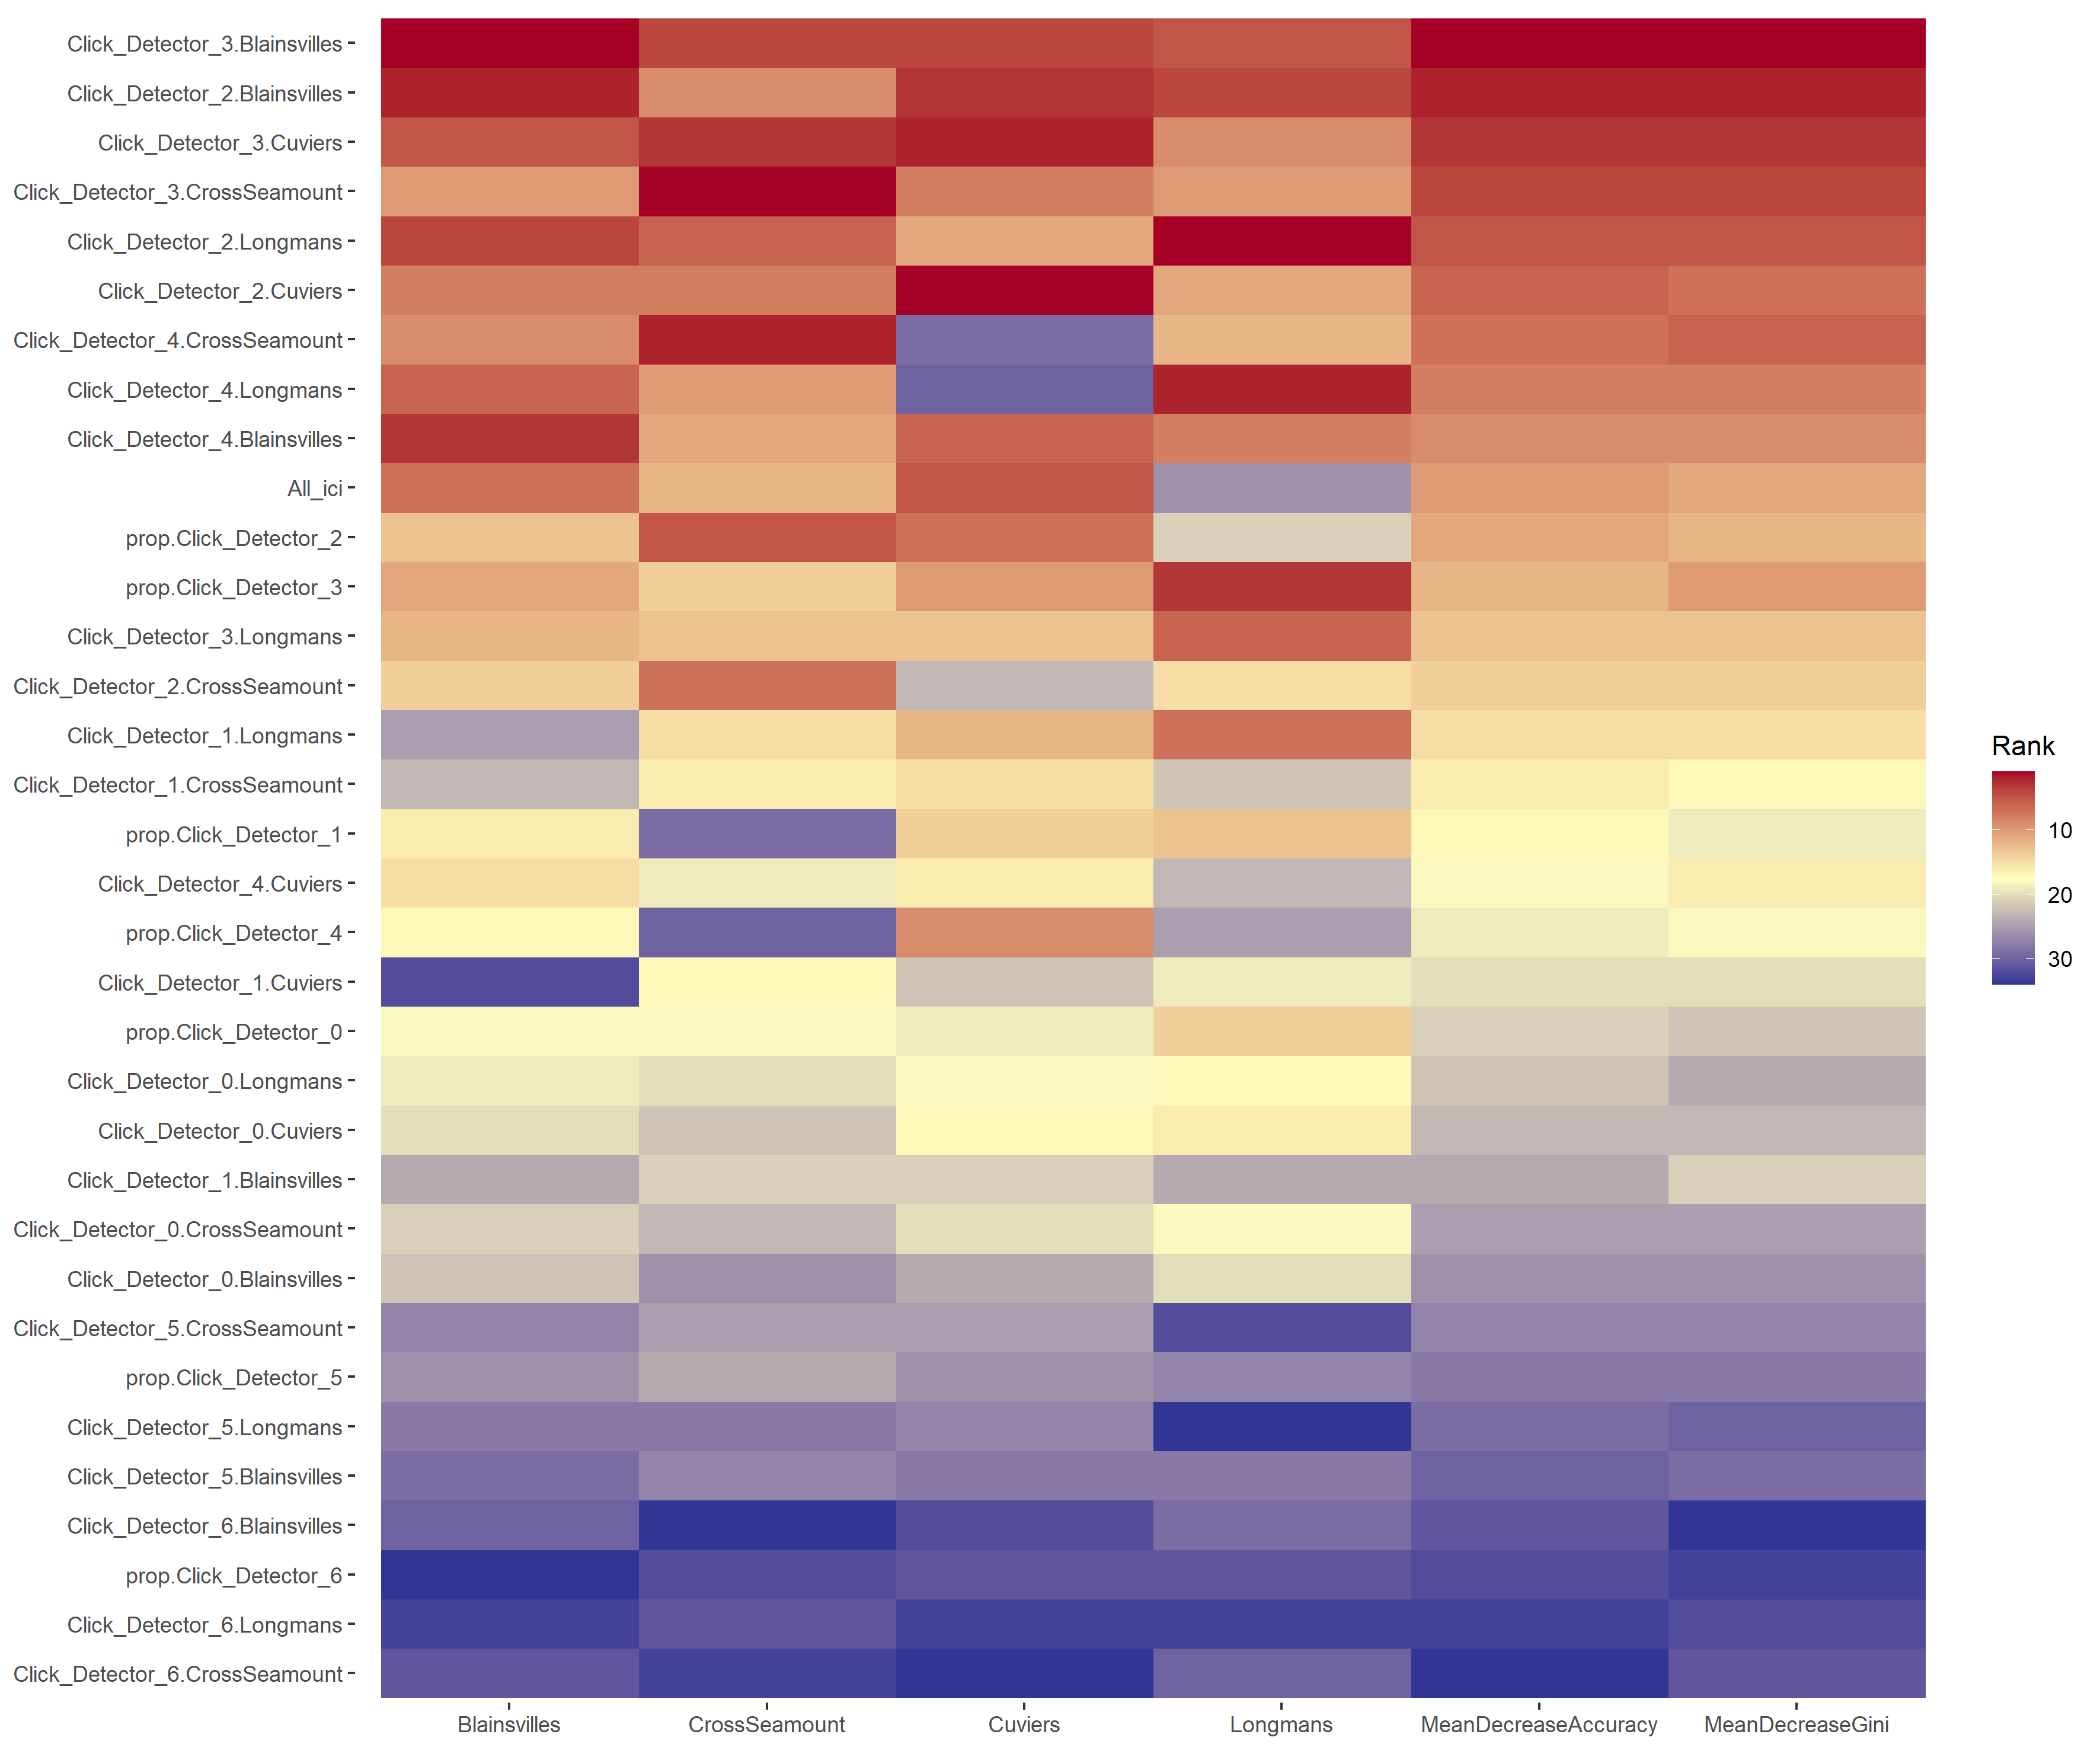 Click_Detector_3.Blainsvilles
Click_Detector_2.Blainsvilles
Click_Detector_3.Cuviers
Click_Detector_3.CrossSeamount
Click_Detector_2.Longmans
Click_Detector_2.Cuviers
Click_Detector_4.CrossSeamount
Click_Detector_4.Longmans
Click_Detector_4.Blainsvilles
All_ici
prop.Click_Detector_2
prop.Click_Detector_3
Click_Detector_3.Longmans
Click_Detector_2.CrossSeamount
Click_Detector_1.Longmans
Click_Detector_1.CrossSeamount
prop.Click_Detector_1
Click_Detector_4.Cuviers
prop.Click_Detector_4
Click_Detector_1.Cuviers
prop.Click_Detector_0
Click_Detector_0.Longmans
Click_Detector_0.Cuviers
Click_Detector_1.Blainsvilles
Click_Detector_0.CrossSeamount
Click_Detector_0.Blainsvilles
Click_Detector_5.CrossSeamount
prop.Click_Detector_5
Click_Detector_5.Longmans
Click_Detector_5.Blainsvilles
Click_Detector_6.Blainsvilles
prop.Click_Detector_6
Click_Detector_6.Longmans
Click_Detector_6.CrossSeamount
Blainsvilles CrossSeamount Cuviers Longmans MeanDecreaseAccuracy MeanDecreaseGini
Rank
10
20
30